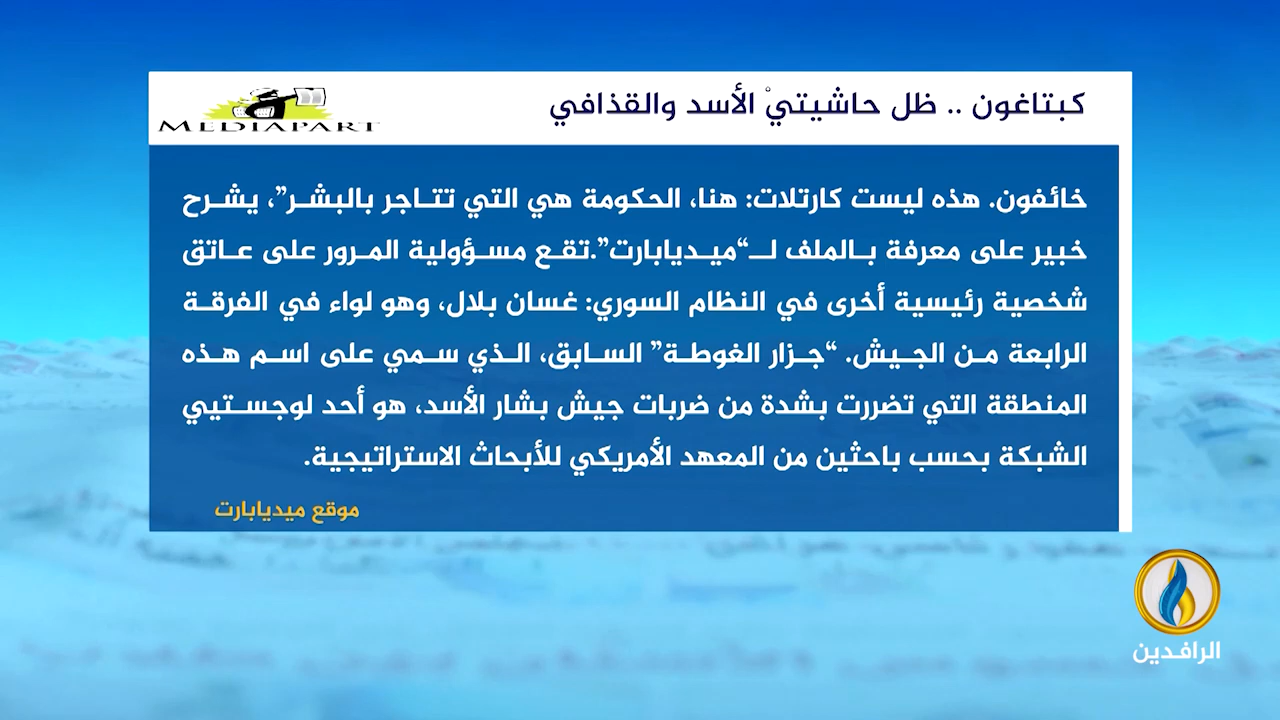 كبتاغون .. ظل حاشيتيْ الأسد والقذافي
MEDIAPART
خائفون. هذه ليست كارتلات: هنا، الحكومة هي التي تتاجر بالبشر”، يشرح
خبير على معرفة بالملف لـ“ميديابارت”.تقع مسؤولية المرور على عاتق
شخصية رئيسية أخرى في النظام السوري: غسان بلال، وهو لواء في الفرقة
الرابعة من الجيش. “جزار الغوطة” السابق، الذي سمي على اسم هذه
المنطقة التي تضررت بشدة من ضربات جيش بشار الأسد، هو أحد لوجستيي
الشبكة بحسب باحثين من المعهد الأمريكي للأبحاث الاستراتيجية.
موقع ميديابارت
الرافدين